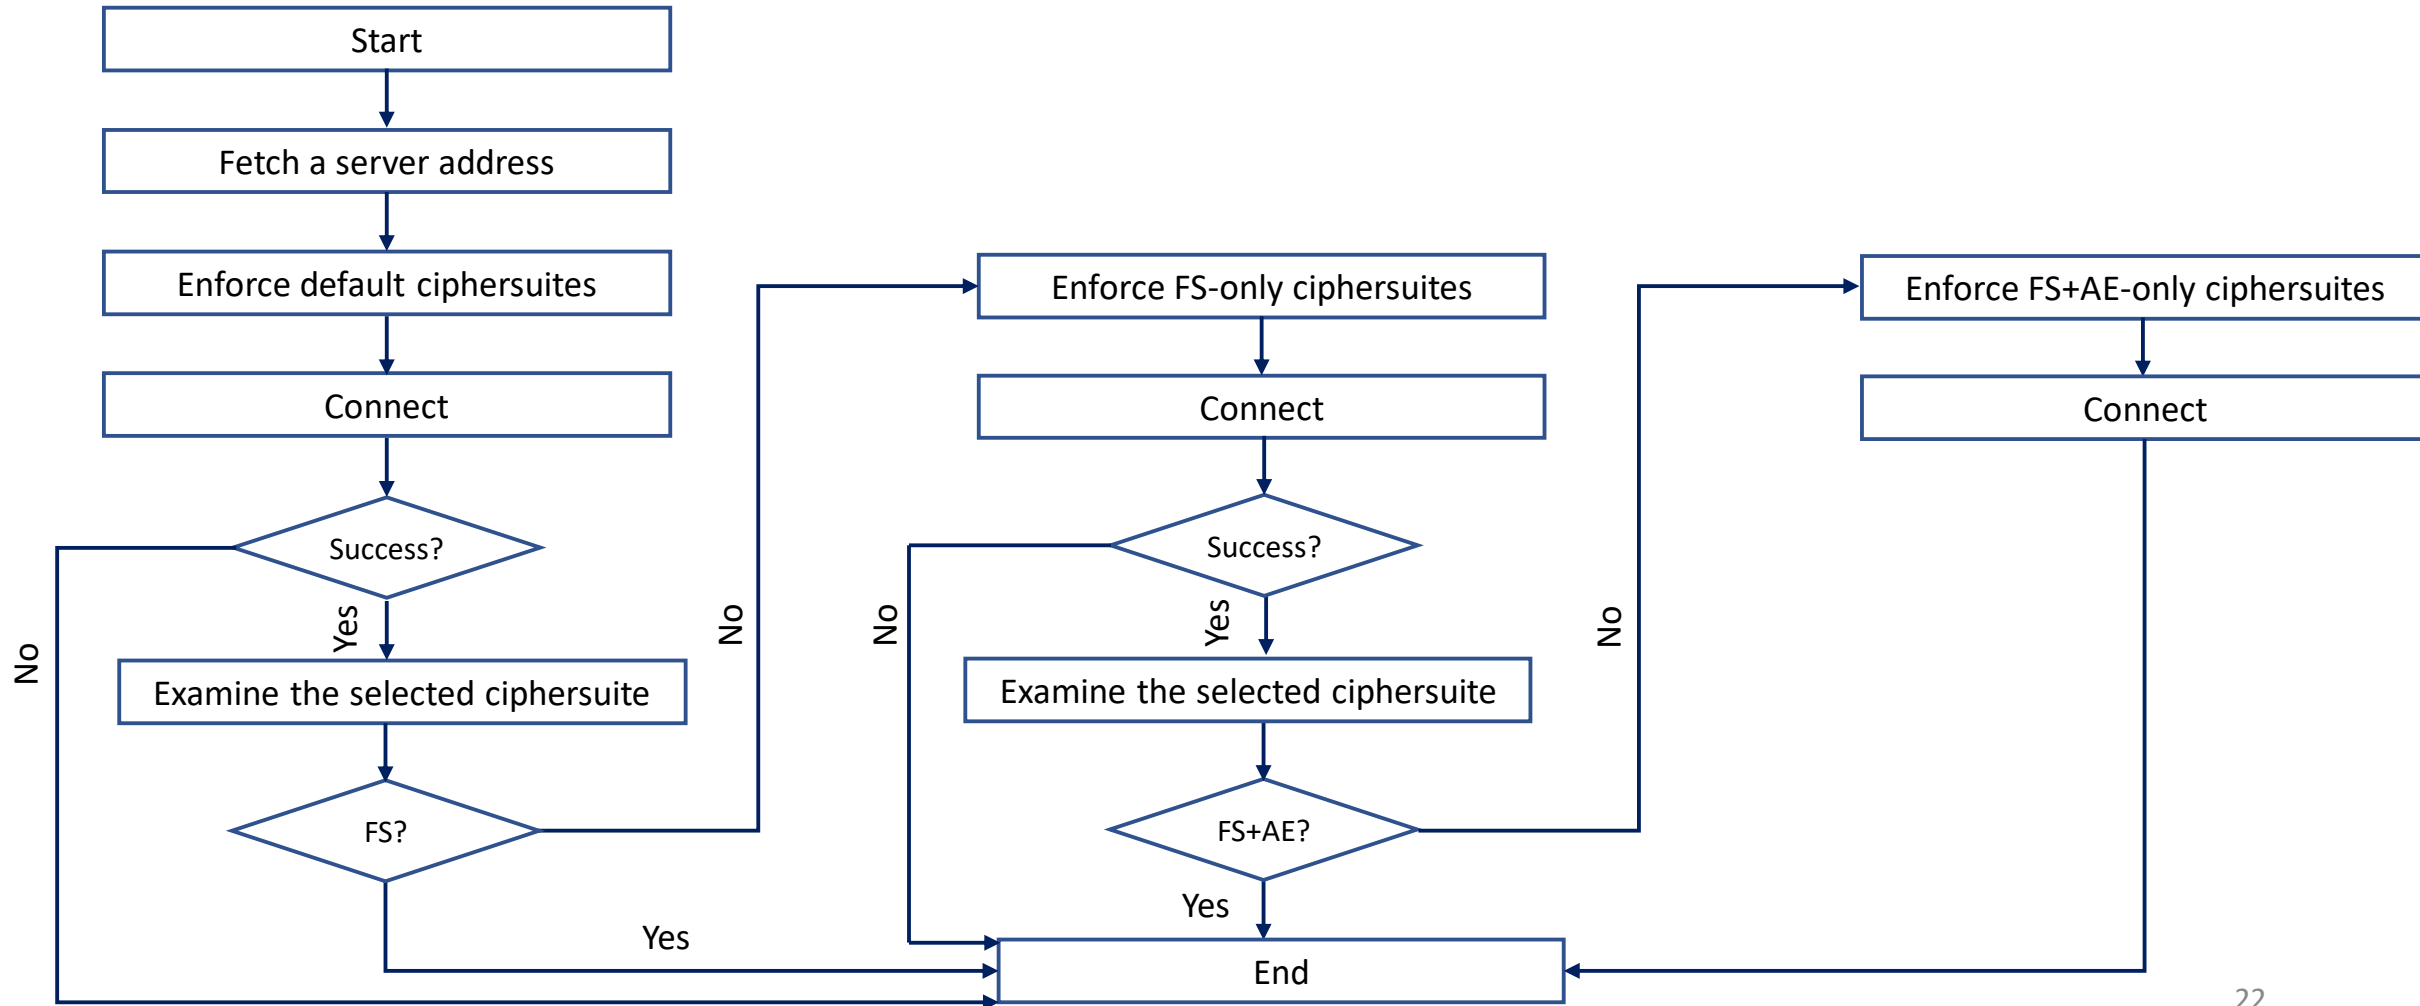 Start
Fetch a server address
Enforce default ciphersuites
Connect
Success?
No
Yes
Examine the selected ciphersuite
FS?
No
Yes
Enforce FS-only ciphersuites
Connect
Success?
No
Yes
Examine the selected ciphersuite
FS+AE?
No
Yes
Enforce FS+AE-only ciphersuites
Connect
End
22